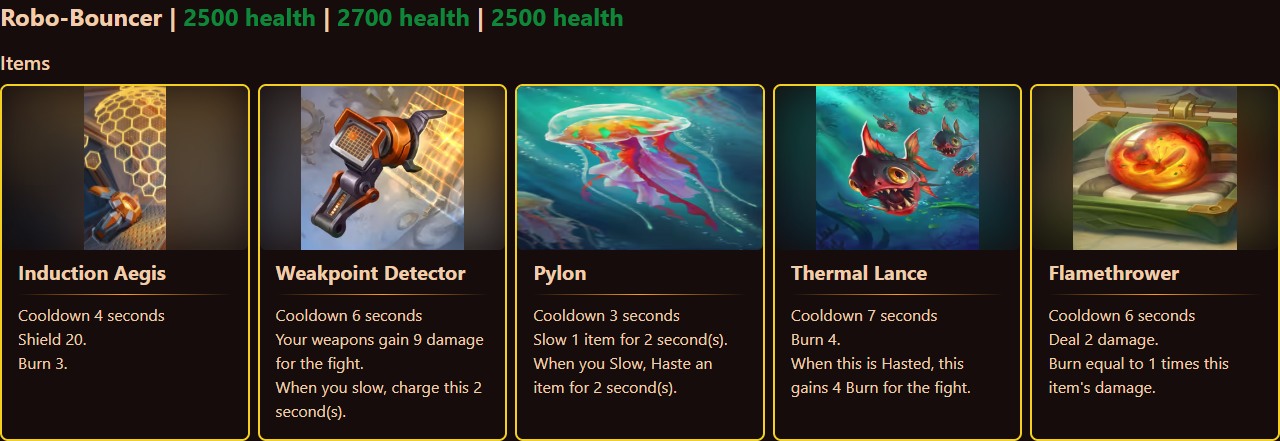 Robo-Bouncer | 2500 health | 2700 health | 2500 health
Items
Induction Aegis
Cooldown 4 seconds
Shield 20.
Burn 3.
Weakpoint Detector
Cooldown 6 seconds
Your weapons gain 9 damage
for the fight.
When you slow, charge this 2
second(s).
Pylon
Cooldown 3 seconds
Slow 1 item for 2 second(s).
When you Slow, Haste an
item for 2 second(s).
Thermal Lance
Cooldown 7 seconds
Burn 4.
When this is Hasted, this
gains 4 Burn for the fight.
Flamethrower
Cooldown 6 seconds
Deal 2 damage.
Burn equal to 1 times this
item's damage.